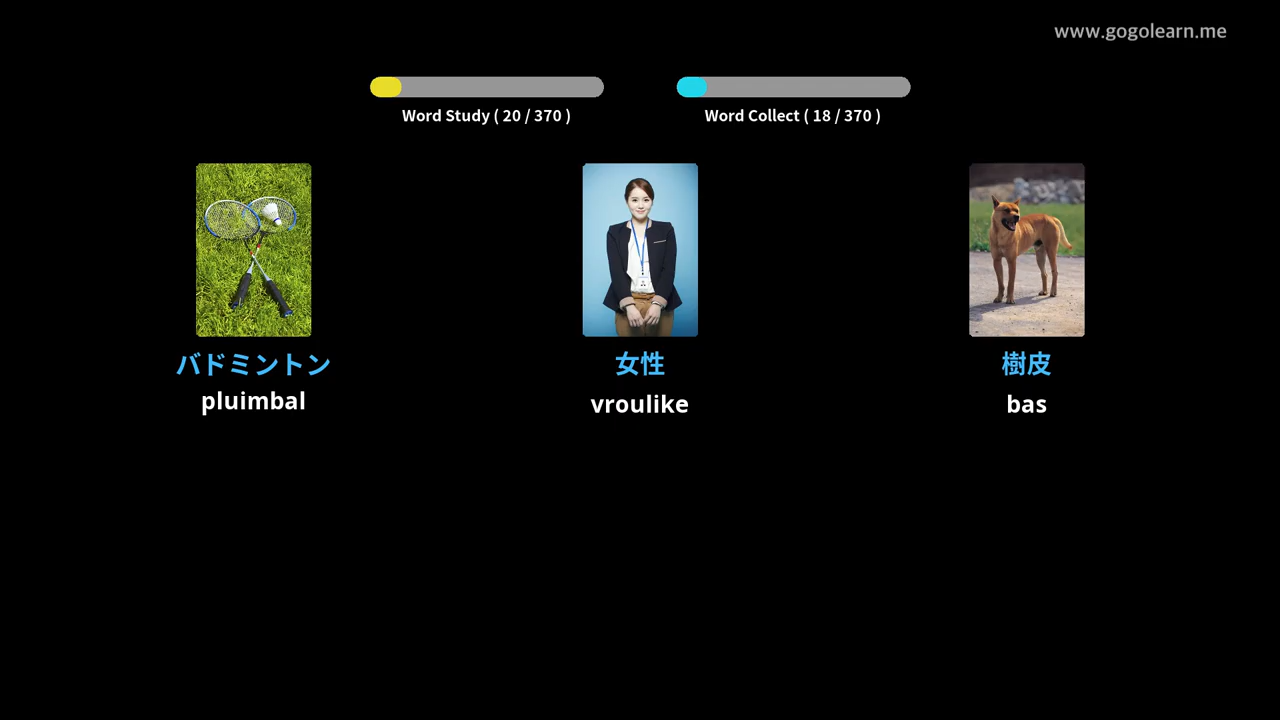 www.gogolearn.me
Word Study ( 20 / 370 )
Word Collect ( 18 / 370 )
バドミントン
pluimbal
女性
vroulike
樹皮
bas